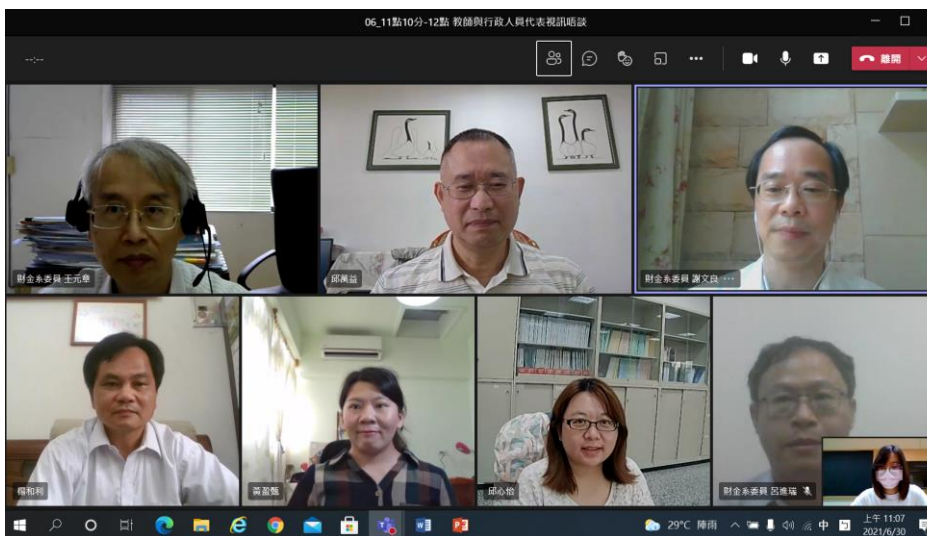 06_11點10分-12點 教師與行政人員代表視訊晤談
--:--
離開
財金系委員 王元章
邱萬益
財金系委員 謝文良 ...
楊和利
黃盈甄
邱心怡
財金系委員 呂進瑞
29°C 陣雨
中
上午 11:07
2021/6/30